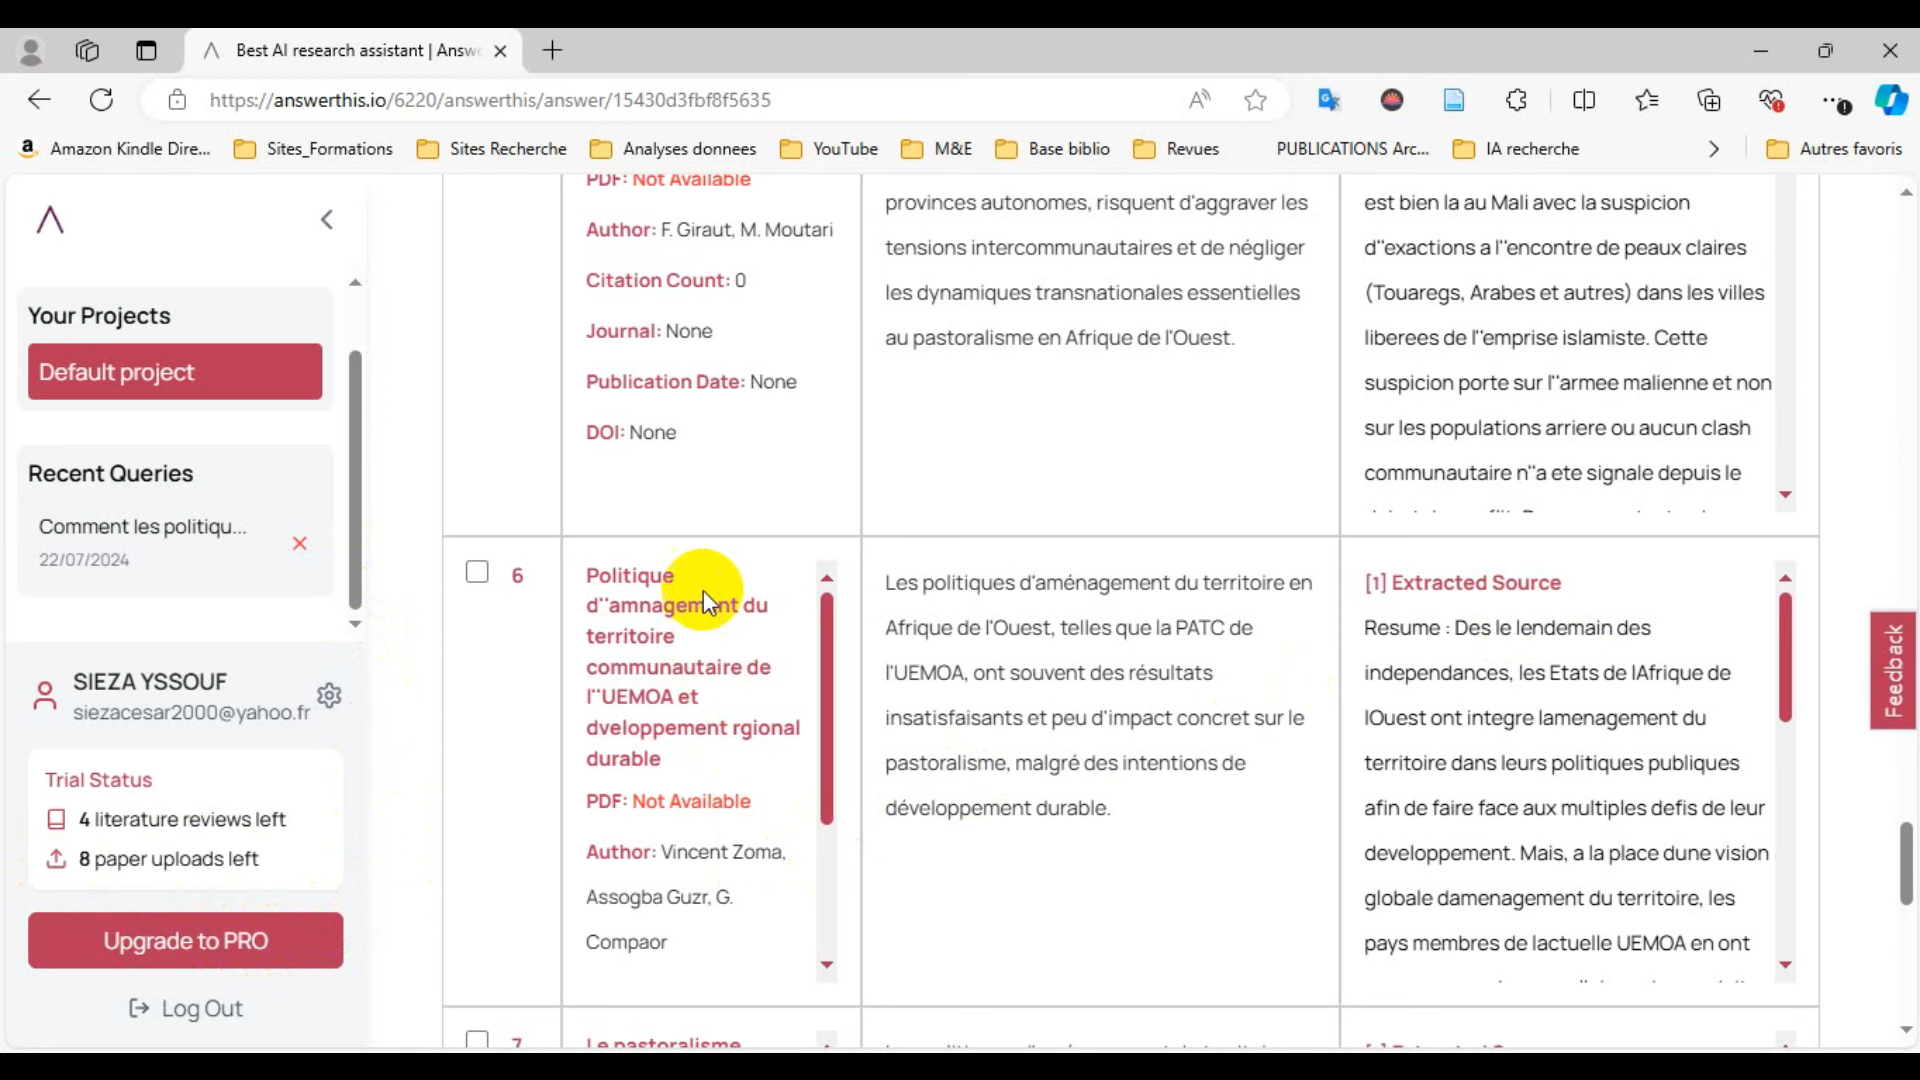 Best AI research assistant | Answ
https://answerthis.io/6220/answerthis/answer/15430d3fbf8f5635
Amazon Kindle Dire...
Sites_Formations
Sites Recherche
Analyses donnees
YouTube
M&E
Base biblio
Revues
PUBLICATIONS Arc...
IA recherche
Autres favoris
Your Projects
Default project
Recent Queries
Comment les politiqu...
22/07/2024
SIEZA YSSOUF
siezacesar2000@yahoo.fr
Trial Status
4 literature reviews left
8 paper uploads left
Upgrade to PRO
Log Out
PDF: Not Available
Author: F. Giraut, M. Moutari
Citation Count: 0
Journal: None
Publication Date: None
DOI: None
provinces autonomes, risquent d'aggraver les
tensions intercommunautaires et de négliger
les dynamiques transnationales essentielles
au pastoralisme en Afrique de l'Ouest.
est bien la au Mali avec la suspicion
d''exactions a l''encontre de peaux claires
(Touaregs, Arabes et autres) dans les villes
liberees de l''emprise islamiste. Cette
suspicion porte sur l''armee malienne et non
sur les populations arriere ou aucun clash
communautaire n''a ete signale depuis le
6
Politique
d''amnagement du
territoire
communautaire de
l''UEMOA et
dveloppement rgional
durable
PDF: Not Available
Author: Vincent Zoma,
Assogba Guzr, G.
Compaor
Les politiques d'aménagement du territoire en
Afrique de l'Ouest, telles que la PATC de
l'UEMOA, ont souvent des résultats
insatisfaisants et peu d'impact concret sur le
pastoralisme, malgré des intentions de
développement durable.
[1] Extracted Source
Resume : Des le lendemain des
independances, les Etats de lAfrique de
lOuest ont integre lamenagement du
territoire dans leurs politiques publiques
afin de faire face aux multiples defis de leur
developpement. Mais, a la place dune vision
globale damenagement du territoire, les
pays membres de lactuelle UEMOA en ont
7
Le pastoralisme
Feedback